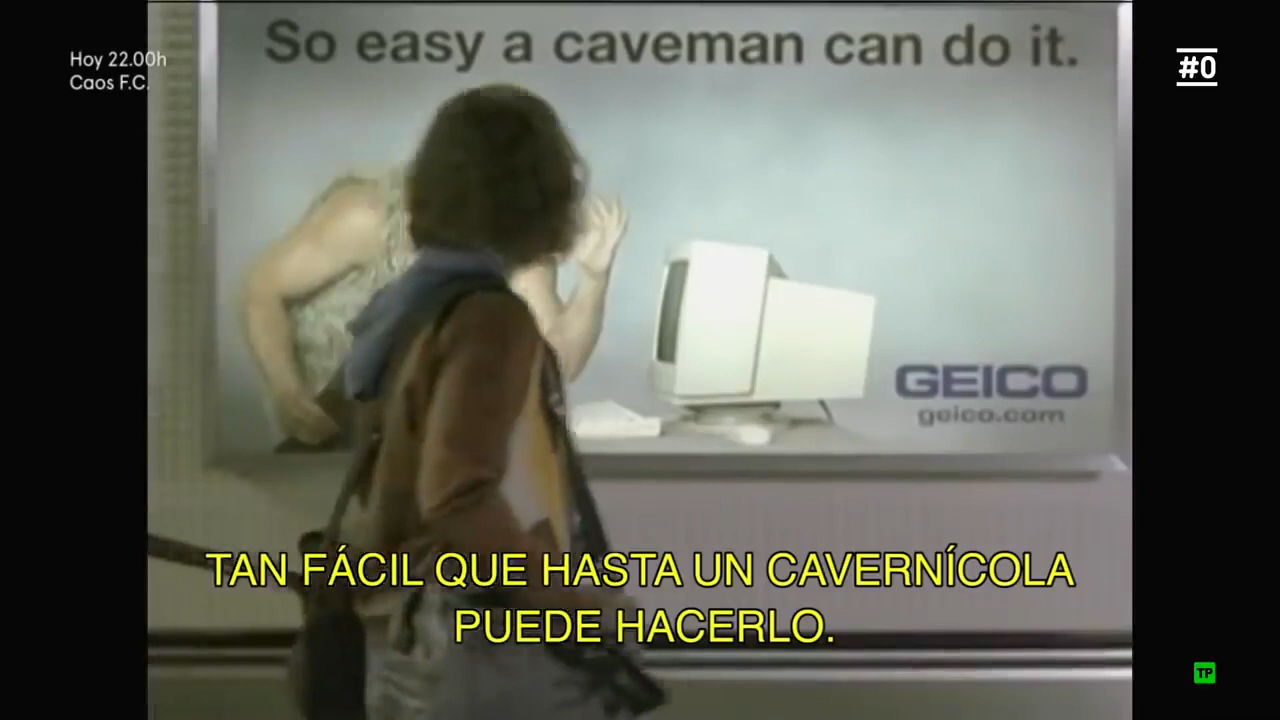 Hoy 22.00h
Caos F.C.
#0
So easy a caveman can do it.
GEICO
geico.com
TAN FÁCIL QUE HASTA UN CAVERNÍCOLA
PUEDE HACERLO.
TP